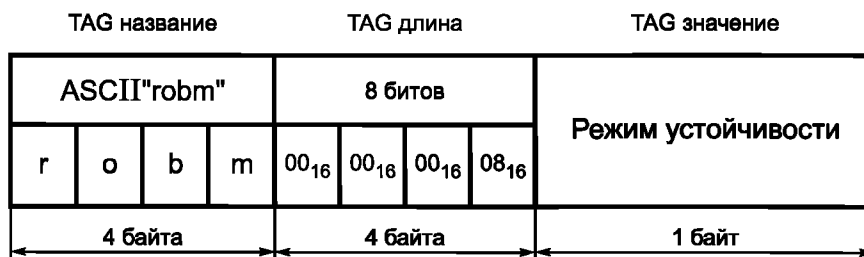 TAG название TAG длина TAG значение
ASCII"robm" 8 битов Режим устойчивости
r o b m 00₁₆ 00₁₆ 00₁₆ 08₁₆
4 байта 4 байта 1 байт